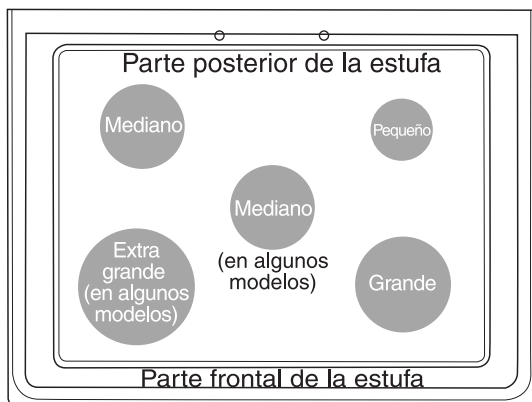 Parte posterior de la estufa
Mediano
Pequeño
Mediano
(en algunos
modelos)
Extra
grande
(en algunos
modelos)
Grande
Parte frontal de la estufa